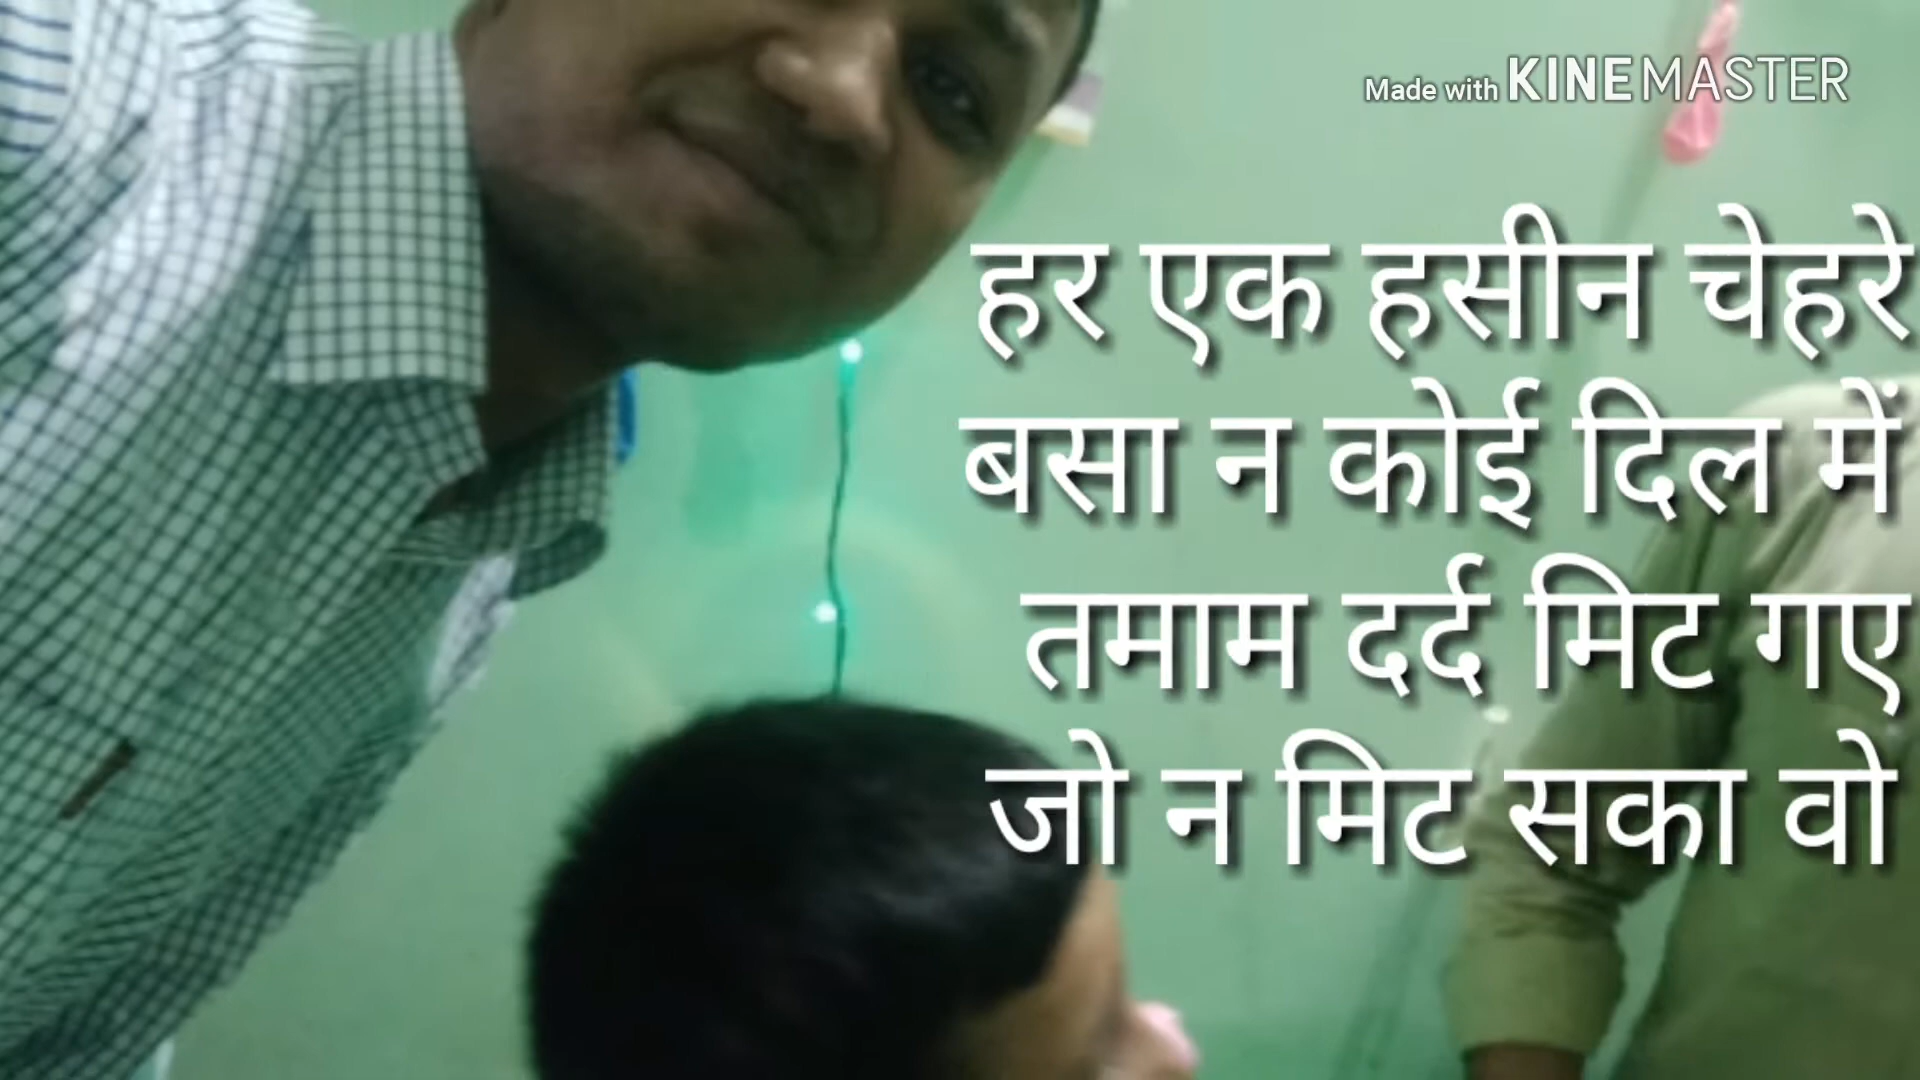 Made with KINEMASTER
हर एक हसीन चेहरे
बसा न कोई दिल में
तमाम दर्द मिट गए
जो न मिट सका वो